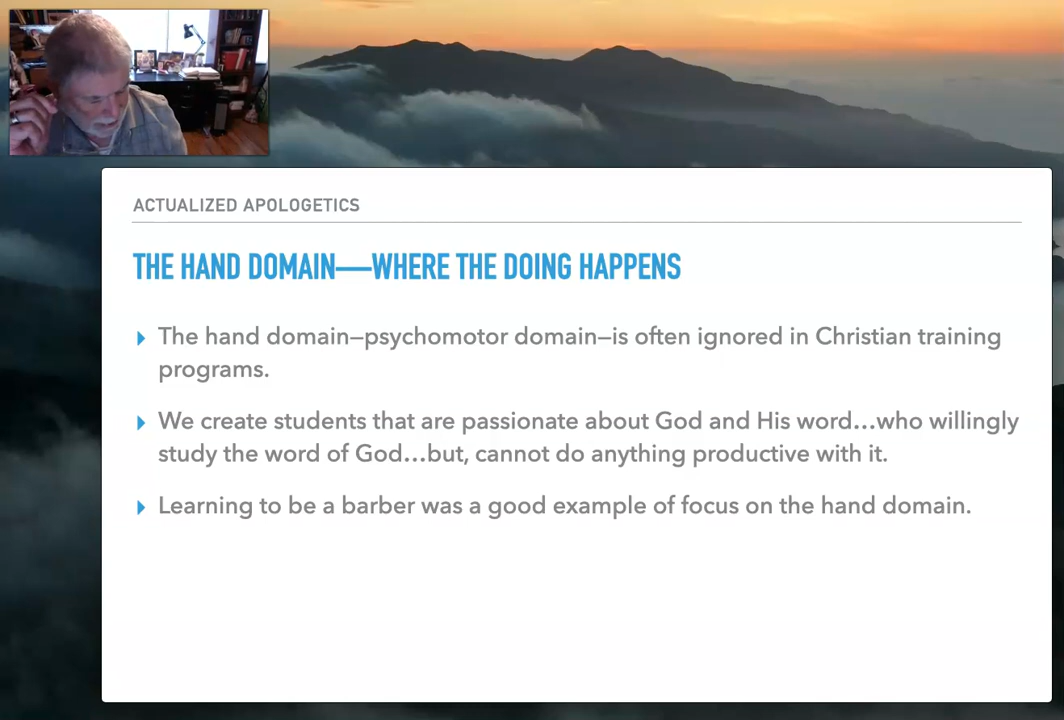 ACTUALIZED APOLOGETICS
THE HAND DOMAIN—WHERE THE DOING HAPPENS
The hand domain—psychomotor domain—is often ignored in Christian training
programs.
We create students that are passionate about God and His word…who willingly
study the word of God…but, cannot do anything productive with it.
Learning to be a barber was a good example of focus on the hand domain.